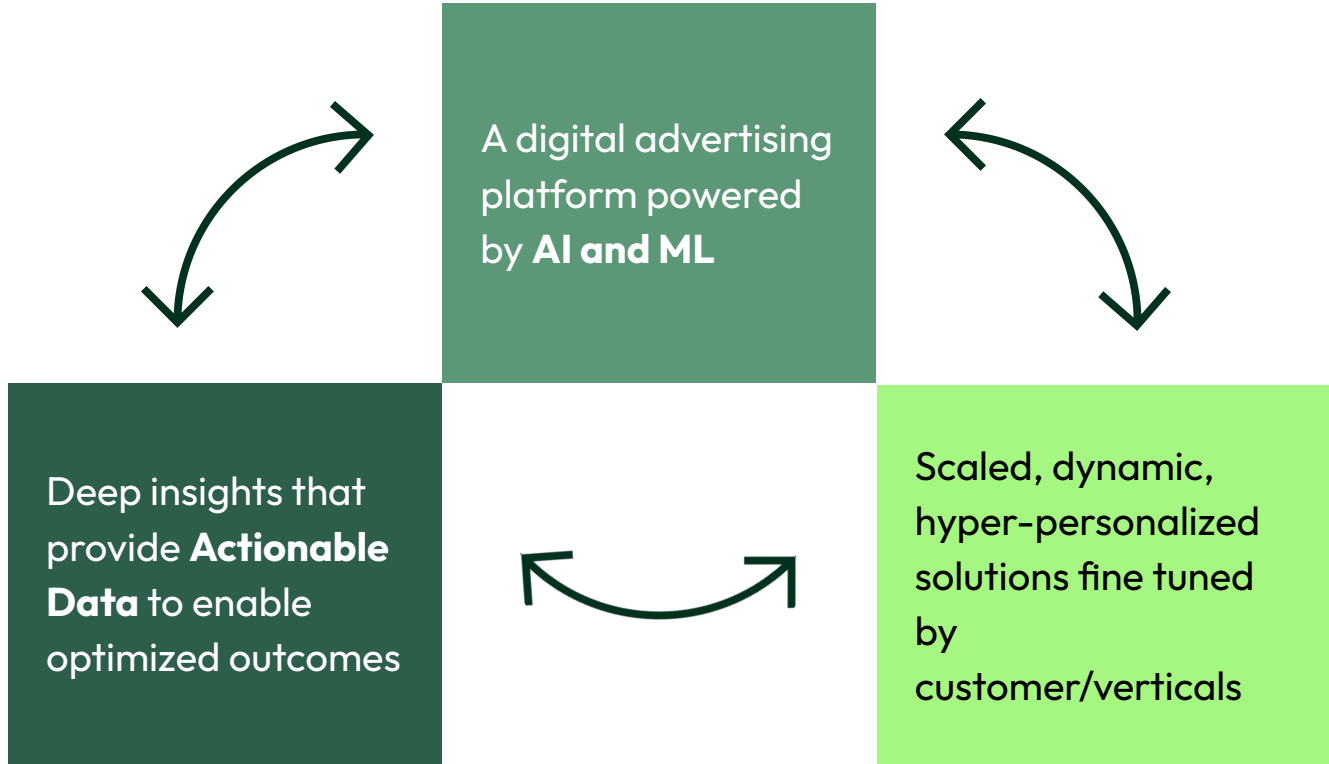 A digital advertising
platform powered
by AI and ML
Deep insights that
provide Actionable
Data to enable
optimized outcomes
Scaled, dynamic,
hyper-personalized
solutions fine tuned
by
customer/verticals